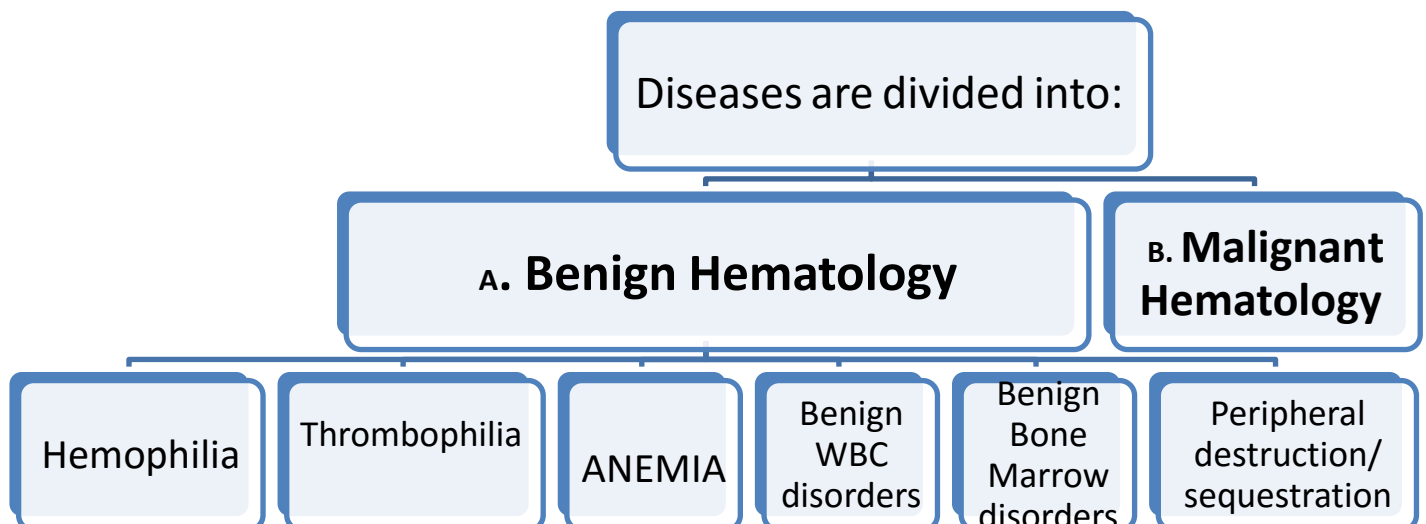 Diseases are divided into:
A. Benign Hematology
B. Malignant
Hematology
Hemophilia
Thrombophilia
ANEMIA
Benign
WBC
disorders
Benign
Bone
Marrow
disorders
Peripheral
destruction/
sequestration